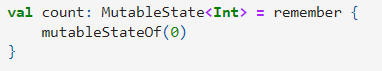 val count: MutableState<Int> = remember {
    mutableStateOf(0)
}